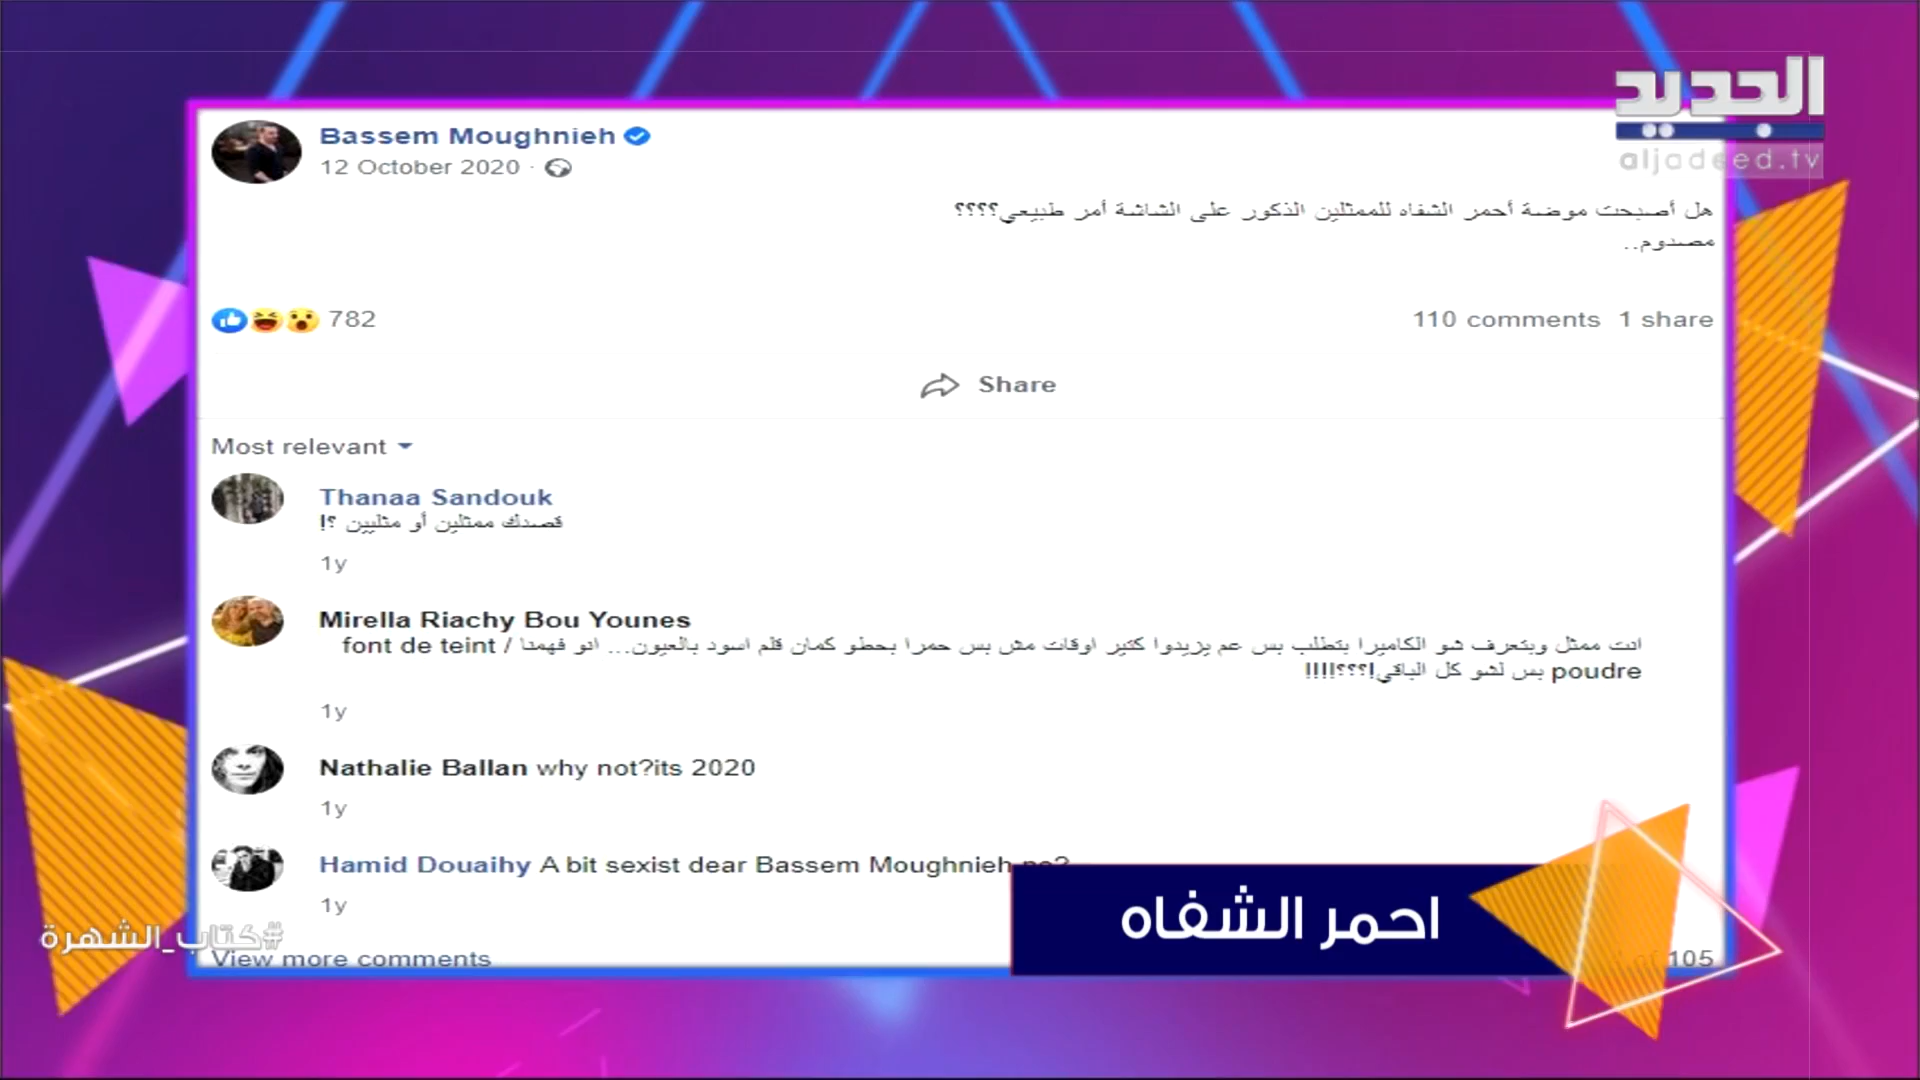 الجديد
aljadeed.tv
Bassem Moughnieh
12 October 2020 ·
هل أصبحت موضة أحمر الشفاه للممثلين الذكور على الشاشة أمر طبيعي؟؟؟؟
مصدوم..
782
110 comments 1 share
Share
Most relevant
Thanaa Sandouk
قصدك ممثلين أو مثليين ؟!
1y
Mirella Riachy Bou Younes
انت ممثل وبتعرف شو الكاميرا بتطلب بس عم يزيدوا كتير اوقات مش بس حمرا بحطو كمان قلم اسود بالعيون... انو فهمنا / font de teint
poudre بس لشو كل الباقي!؟؟؟!!!!
1y
Nathalie Ballan why not?its 2020
1y
Hamid Douaihy A bit sexist dear Bassem Moughnieh no?
1y
احمر الشفاه
#كتاب_الشهرة
View more comments
of 105